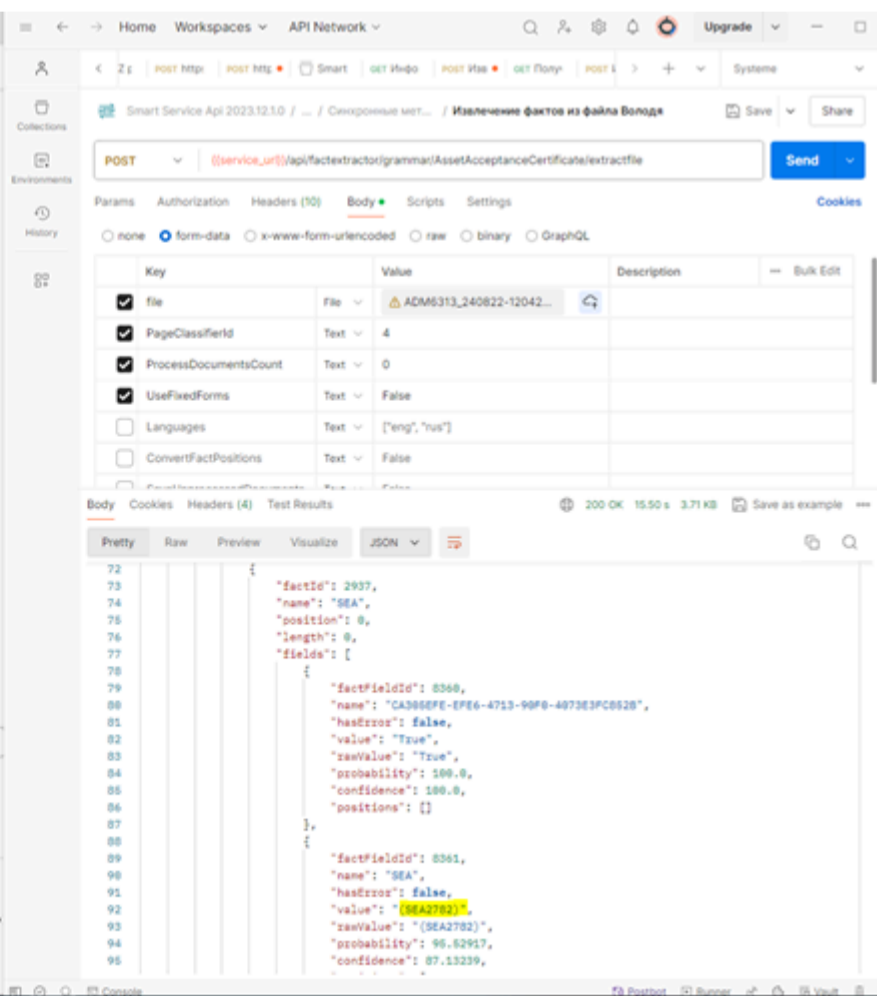 Home Workspaces API Network Upgrade
POST http: POST http Smart GET Инфо POST Изв GET Полу POST Systeme
Smart Service Api 2023.12.1.0 / ... / Синхронные мет... / Извлечение фактов из файла Володя Save Share
POST {{service_url}}/api/factextractor/grammar/AssetAcceptanceCertificate/extractfile Send
Collections
Environments
History
Params Authorization Headers (10) Body Scripts Settings Cookies
none form-data x-www-form-urlencoded raw binary GraphQL
Key Value Description Bulk Edit
file File ADM6313_240822-12042...
PageClassifierId Text 4
ProcessDocumentsCount Text 0
UseFixedForms Text False
Languages Text ["eng", "rus"]
ConvertFactPositions Text False
Body Cookies Headers (4) Test Results 200 OK 15.50 s 3.71 KB Save as example
Pretty Raw Preview Visualize JSON
72 {
73 "factId": 2937,
74 "name": "SEA",
75 "position": 0,
76 "length": 0,
77 "fields": [
78 {
79 "factFieldId": 8360,
80
81 "hasError": false,
82 "value": "True",
83 "rawValue": "True",
84 "probability": 100.0,
85 "confidence": 100.0,
86 "positions": []
87 },
88 {
89 "factFieldId": 8361,
90 "name": "SEA",
91 "hasError": false,
92 "value": "(SEA2782)",
93 "rawValue": "(SEA2782)",
94 "probability": 95.52917,
95 "confidence": 87.13239,
Console Postbot Runner Vault